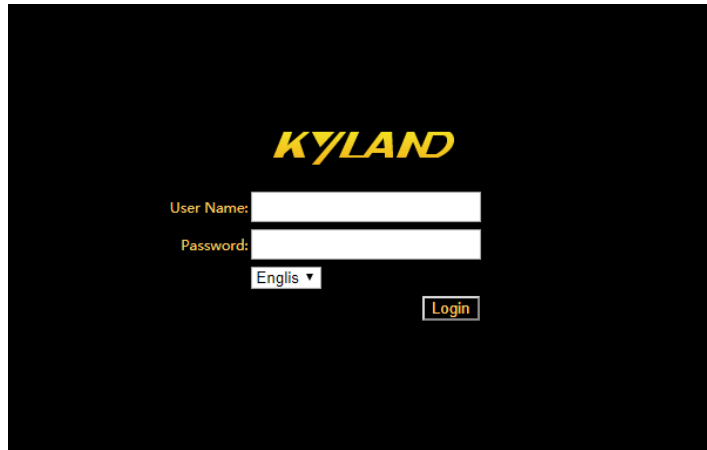 KYLAND
User Name:
Password:
Englis ▼
Login